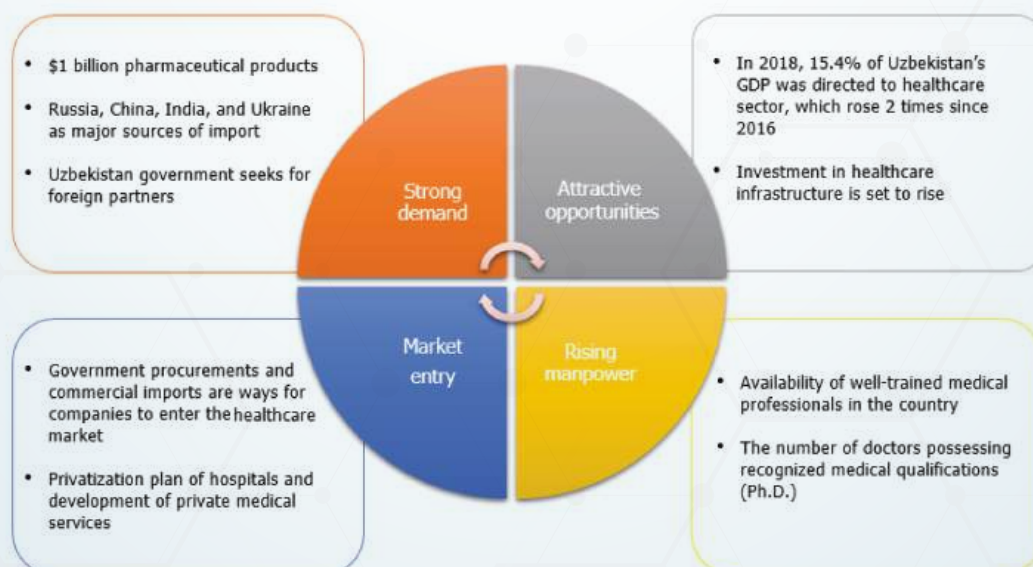 • $1 billion pharmaceutical products
• Russia, China, India, and Ukraine
as major sources of import
• Uzbekistan government seeks for
foreign partners
Strong
demand
Attractive
opportunities
• In 2018, 15.4% of Uzbekistan's
GDP was directed to healthcare
sector, which rose 2 times since
2016
• Investment in healthcare
infrastructure is set to rise
• Government procurements and
commercial imports are ways for
companies to enter the healthcare
market
• Privatization plan of hospitals and
development of private medical
services
Market
entry
Rising
manpower
• Availability of well-trained medical
professionals in the country
• The number of doctors possessing
recognized medical qualifications
(Ph.D.)